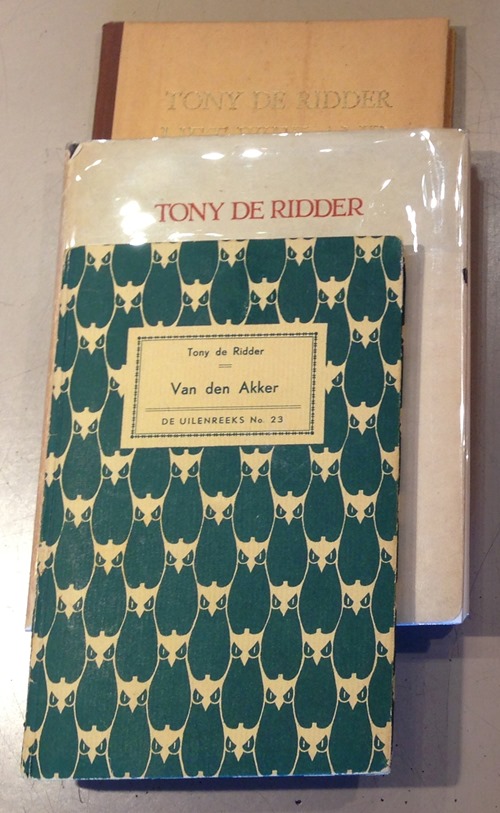 TONY DE RIDDER
TONY DE RIDDER
Tony de Ridder
Van den Akker
DE UILENREEKS No. 23